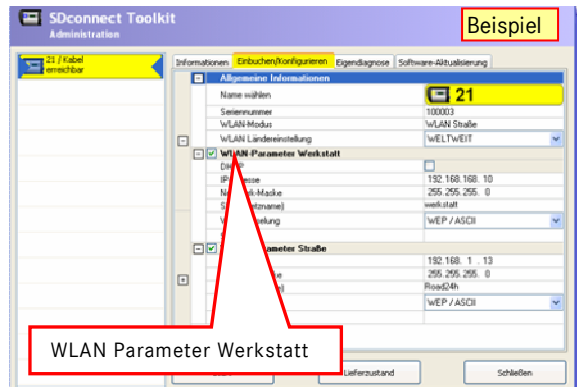 SDconnect Toolkit
Administration
Beispiel
21 / Kabel
erreichbar
Informationen Einbuchen/Konfigurieren Eigendiagnose Software-Aktualisierung
Allgemeine Informationen
Name wählen 21
Seriennummer 100003
WLAN-Modus WLAN Straße
WLAN Ländereinstellung WELTWEIT
WLAN-Parameter Werkstatt
192.168.168. 10
255.255.255. 0
werkstatt
WEP / ASCII
Straße
192.168. 1 . 13
255.255.255. 0
Road24h
WEP / ASCII
WLAN Parameter Werkstatt
Lieferzustand
Schließen